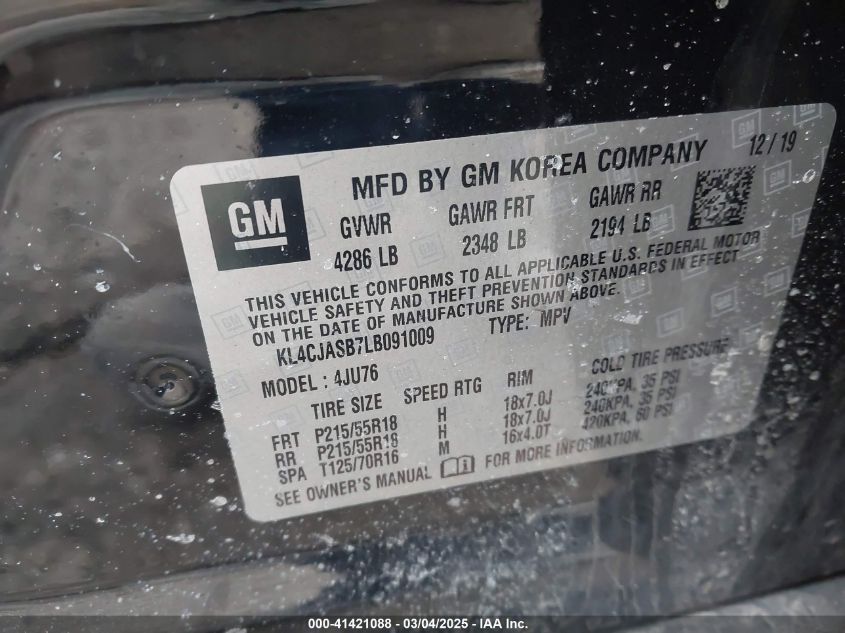 GM
MFD BY GM KOREA COMPANY 12/19
GVWR GAWR FRT GAWR RR
4286 LB 2348 LB 2194 LB
THIS VEHICLE CONFORMS TO ALL APPLICABLE U.S. FEDERAL MOTOR
VEHICLE SAFETY AND THEFT PREVENTION STANDARDS IN EFFECT
ON THE DATE OF MANUFACTURE SHOWN ABOVE.
KL4CJASB7LB091009 TYPE: MPV
MODEL: 4JU76
TIRE SIZE SPEED RTG RIM COLD TIRE PRESSURE
FRT P215/55R18 H 18x7.0J 240KPA, 35 PSI
RR P215/55R18 H 18x7.0J 240KPA, 35 PSI
SPA T125/70R16 M 16x4.0T 420KPA, 60 PSI
SEE OWNER'S MANUAL FOR MORE INFORMATION.
000-41421088 - 03/04/2025 - IAAI.com